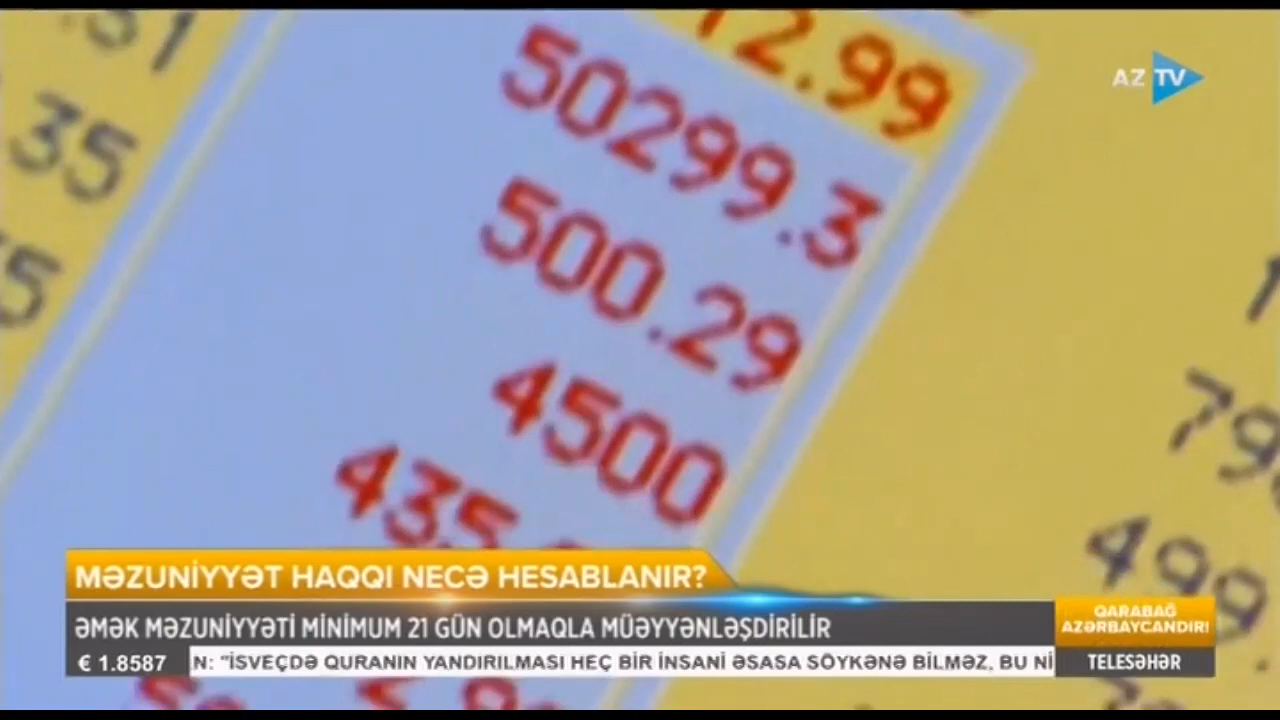 12.99
50299.3
500.29
4500
35
AZTV
MƏZUNİYYƏT HAQQI NECƏ HESABLANIR?
ƏMƏK MƏZUNİYYƏTİ MİNİMUM 21 GÜN OLMAQLA MÜƏYYƏNLƏŞDİRİLİR
QARABAĞ
AZƏRBAYCANDIR!
€ 1.8587
N: "İSVEÇDƏ QURANIN YANDIRILMASI HEÇ BİR İNSANİ ƏSASA SÖYKƏNƏ BİLMƏZ, BU Nİ
TELESƏHƏR